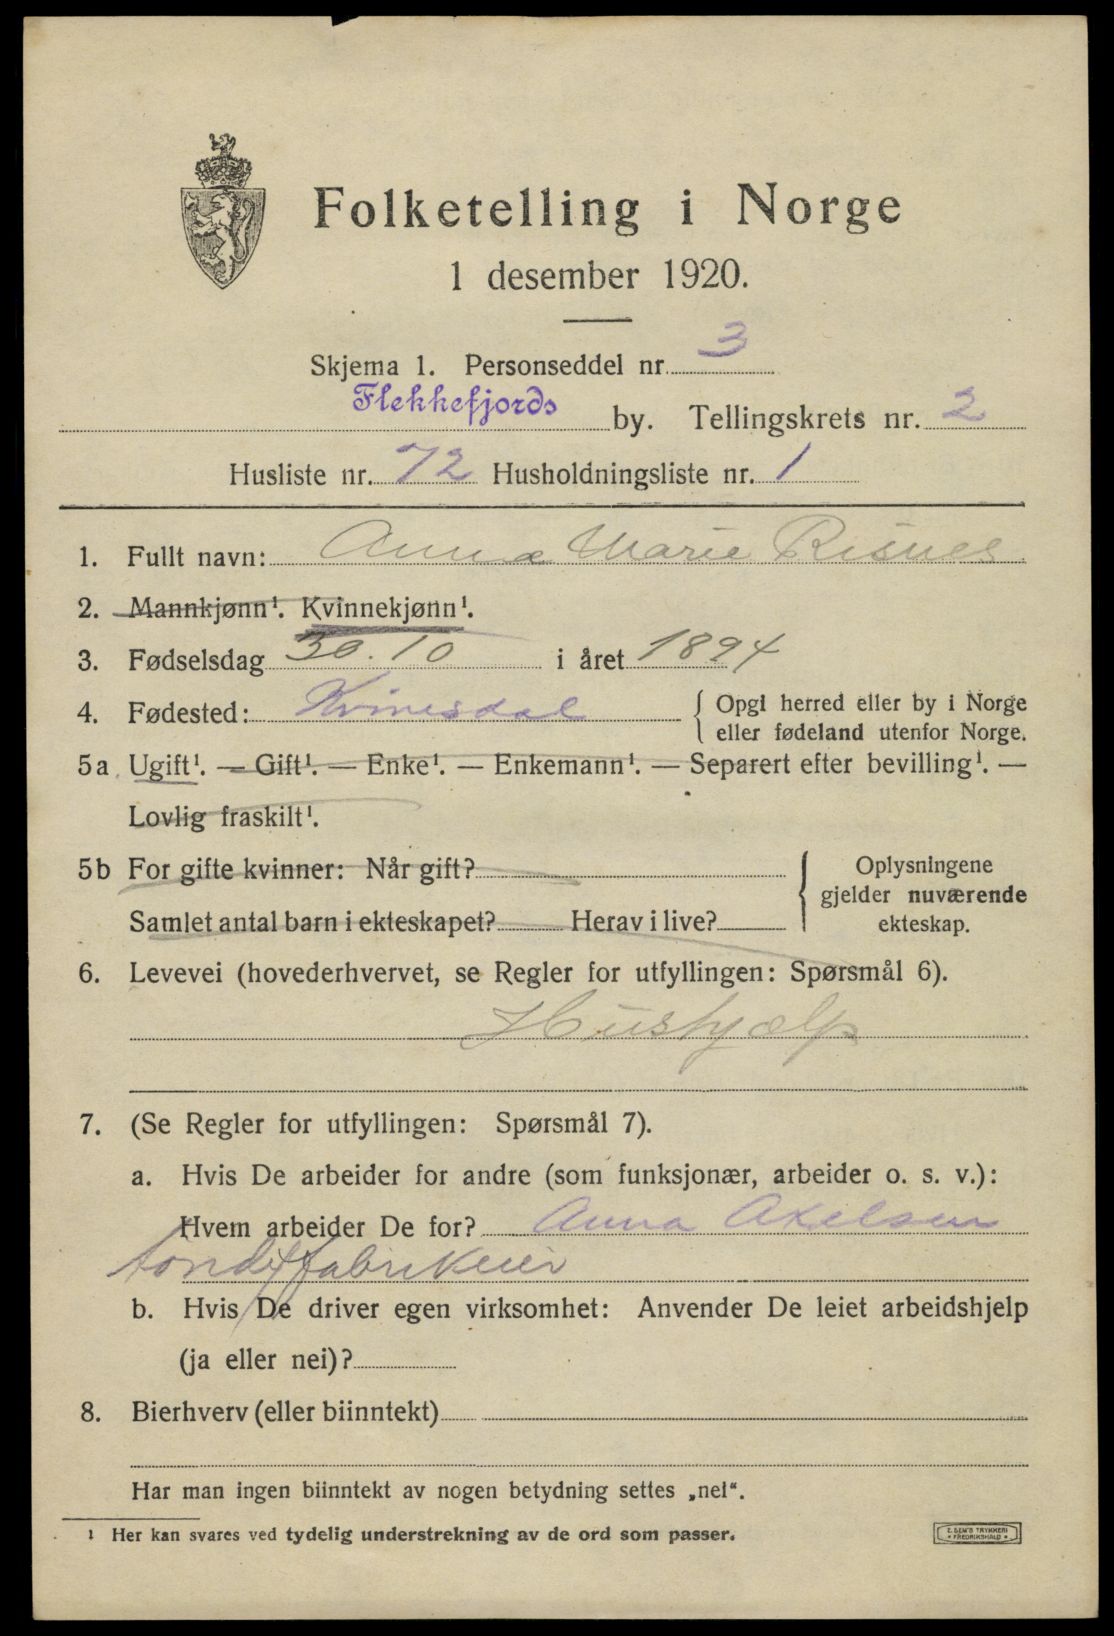 Folketelling i Norge
1 desember 1920.
Skjema 1. Personseddel nr. 3
Flekkefjords by. Tellingskrets nr. 2
Husliste nr. 72 Husholdningsliste nr. 1
1. Fullt navn: Anna Marie Risnes
2. Mannkjønn¹. Kvinnekjønn¹.
3. Fødselsdag 30.10 i året 1894
4. Fødested: Kvinesdal { Opgi herred eller by i Norge
eller fødeland utenfor Norge.
5a Ugift¹. — Gift¹. — Enke¹. — Enkemann¹. — Separert efter bevilling¹. —
Lovlig fraskilt¹.
5b For gifte kvinner: Når gift?
Samlet antal barn i ekteskapet? Herav i live?
{ Oplysningene
gjelder nuværende
ekteskap.
6. Levevei (hovederhvervet, se Regler for utfyllingen: Spørsmål 6).
Hushjælp
7. (Se Regler for utfyllingen: Spørsmål 7).
a. Hvis De arbeider for andre (som funksjonær, arbeider o. s. v.):
Hvem arbeider De for? Anna Axelsen
b. Hvis De driver egen virksomhet: Anvender De leiet arbeidshjelp
(ja eller nei)?
8. Bierhverv (eller biinntekt)
Har man ingen biinntekt av nogen betydning settes „nei“.
¹ Her kan svares ved tydelig understrekning av de ord som passer.
E. SEM'S TRYKKERI
FREDRIKSHALD